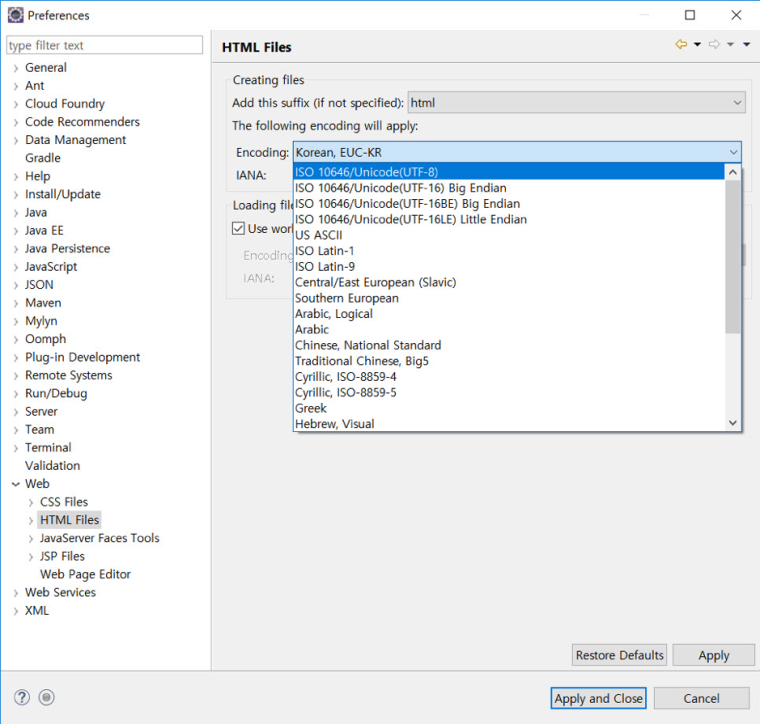 Preferences
type filter text
General
Ant
Cloud Foundry
Code Recommenders
Data Management
Gradle
Help
Install/Update
Java
Java EE
Java Persistence
JavaScript
JSON
Maven
Mylyn
Oomph
Plug-in Development
Remote Systems
Run/Debug
Server
Team
Terminal
Validation
Web
CSS Files
HTML Files
JavaServer Faces Tools
JSP Files
Web Page Editor
Web Services
XML
HTML Files
Creating files
Add this suffix (if not specified): html
The following encoding will apply:
Encoding: Korean, EUC-KR
IANA:
Loading file
Use wor
Encoding
IANA:
ISO 10646/Unicode(UTF-8)
ISO 10646/Unicode(UTF-16) Big Endian
ISO 10646/Unicode(UTF-16BE) Big Endian
ISO 10646/Unicode(UTF-16LE) Little Endian
US ASCII
ISO Latin-1
ISO Latin-9
Central/East European (Slavic)
Southern European
Arabic, Logical
Arabic
Chinese, National Standard
Traditional Chinese, Big5
Cyrillic, ISO-8859-4
Cyrillic, ISO-8859-5
Greek
Hebrew, Visual
Restore Defaults
Apply
Apply and Close
Cancel